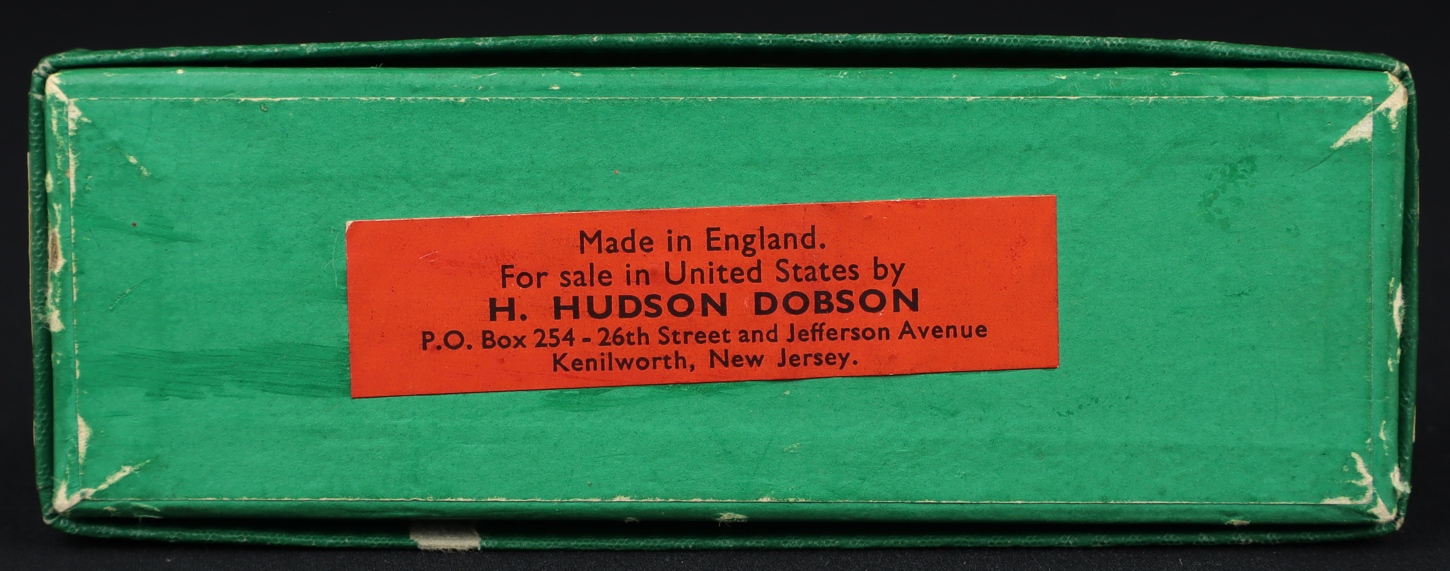 Made in England.
For sale in United States by
H. HUDSON DOBSON
P.O. Box 254 - 26th Street and Jefferson Avenue
Kenilworth, New Jersey.